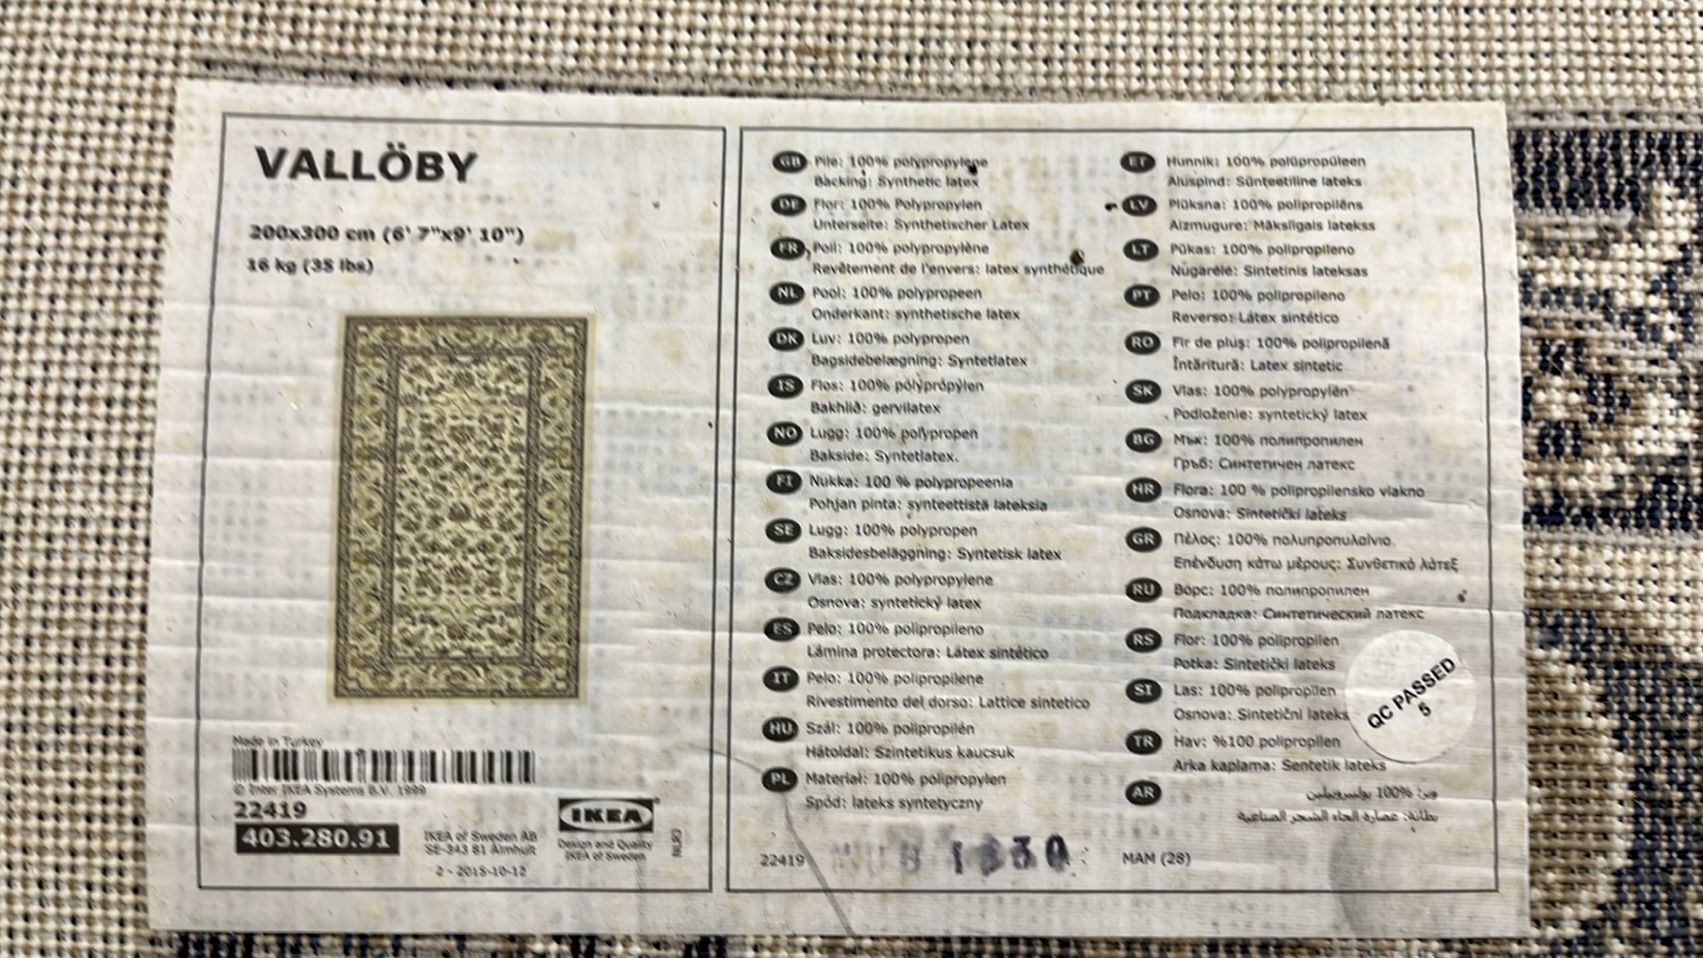 VALLÖBY
200x300 cm (6' 7"x9' 10")
16 kg (35 lbs)
Made in Turkey
© Inter IKEA Systems B.V. 1999
22419
403.280.91
IKEA of Sweden AB
SE-343 81 Älmhult
2 - 2015-10-12
IKEA
Design and Quality
IKEA of Sweden
GB Pile: 100% polypropylene
Backing: Synthetic latex
DE Flor: 100% Polypropylen
Unterseite: Synthetischer Latex
FR Poil: 100% polypropylène
Revêtement de l'envers: latex synthétique
NL Pool: 100% polypropeen
Onderkant: synthetische latex
DK Luv: 100% polypropen
Bagsidebelægning: Syntetlatex
IS Flos: 100% pólýprópýlen
Bakhlið: gervilatex
NO Lugg: 100% polypropen
Bakside: Syntetlatex.
FI Nukka: 100 % polypropeenia
Pohjan pinta: synteettistä lateksia
SE Lugg: 100% polypropen
Baksidesbeläggning: Syntetisk latex
CZ Vlas: 100% polypropylene
Osnova: syntetický latex
ES Pelo: 100% polipropileno
Lámina protectora: Látex sintético
IT Pelo: 100% polipropilene
Rivestimento del dorso: Lattice sintetico
HU Szál: 100% polipropilén
Hátoldal: Szintetikus kaucsuk
PL Materiał: 100% polipropylen
Spód: lateks syntetyczny
22419
ET Hunnik: 100% polüpropüleen
Aluspind: Sünteetiline lateks
LV Plūksna: 100% polipropilēns
Aizmugure: Mākslīgais latekss
LT Pūkas: 100% polipropileno
Nugarėlė: Sintetinis lateksas
PT Pelo: 100% polipropileno
Reverso: Látex sintético
RO Fir de pluş: 100% polipropilenă
Întăritură: Latex sintetic
SK Vlas: 100% polypropylén
Podloženie: syntetický latex
BG Мъх: 100% полипропилен
Гръб: Синтетичен латекс
HR Flora: 100 % polipropilensko vlakno
Osnova: Sintetički lateks
GR Πέλος: 100% πολυπροπυλαίνιο
Επένδυση κάτω μέρους: Συνθετικό λάτεξ
RU Ворс: 100% полипропилен
Подкладка: Синтетический латекс
RS Flor: 100% polipropilen
Potka: Sintetički lateks
SI Las: 100% polipropilen
Osnova: Sintetični lateks
TR Hav: %100 polipropilen
Arka kaplama: Sentetik lateks
AR وبر: 100% بوليبروبيلين
بطانة: عصارة لحاء الشجر الصناعية
MAM (28)
QC PASSED
5